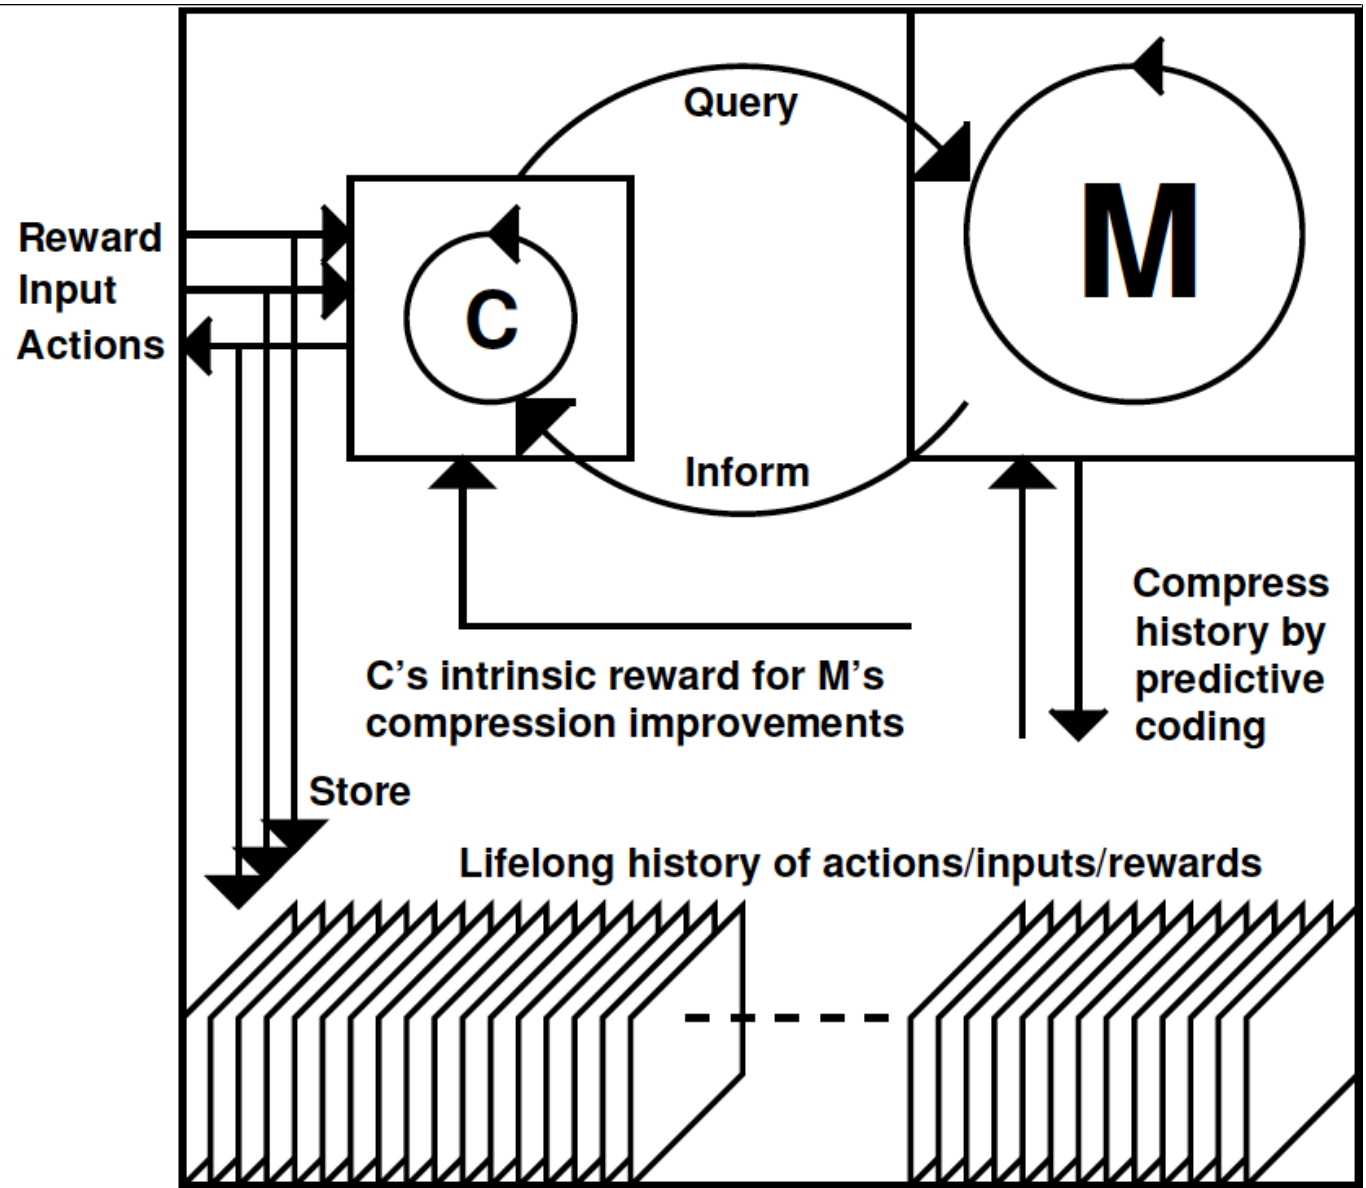 Query
M
Reward
Input
Actions
C
Inform
Compress
history by
predictive
coding
C’s intrinsic reward for M’s
compression improvements
Store
Lifelong history of actions/inputs/rewards